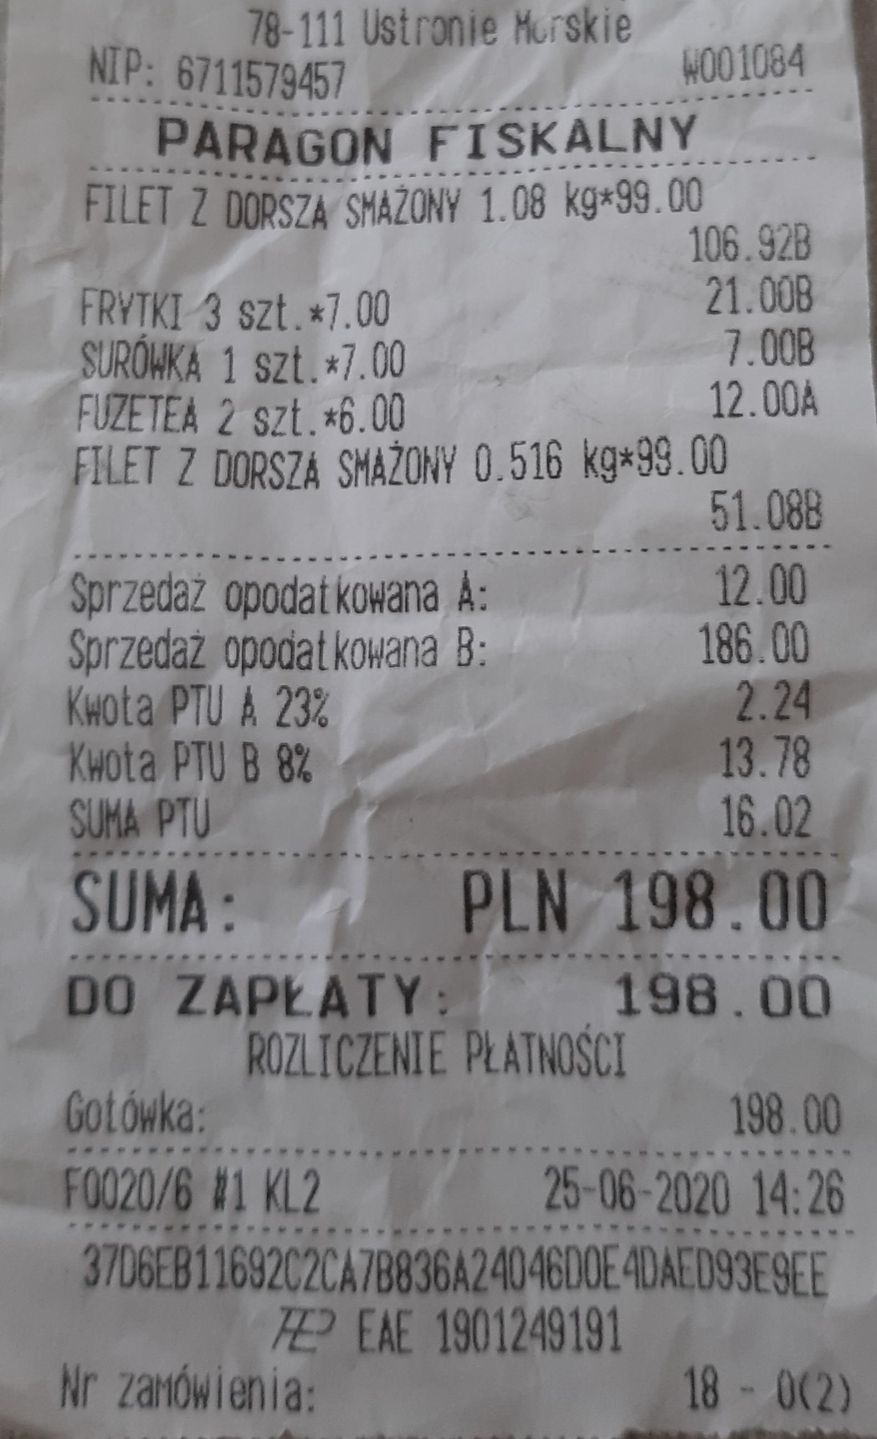 78-111 Ustronie Morskie
NIP: 6711579457 W001084
PARAGON FISKALNY
FILET Z DORSZA SMAŻONY 1.08 kg*99.00
106.92B
FRYTKI 3 szt.*7.00 21.00B
SURÓWKA 1 szt.*7.00 7.00B
FUZETEA 2 szt.*6.00 12.00A
FILET Z DORSZA SMAŻONY 0.516 kg*99.00
51.08B
Sprzedaż opodatkowana A: 12.00
Sprzedaż opodatkowana B: 186.00
Kwota PTU A 23% 2.24
Kwota PTU B 8% 13.78
SUMA PTU 16.02
SUMA: PLN 198.00
DO ZAPŁATY: 198.00
ROZLICZENIE PŁATNOŚCI
Gotówka: 198.00
F0020/6 #1 KL2 25-06-2020 14:26
37D6EB11692C2CA7B836A24046D0E4DAED93E9EE
EAE 1901249191
Nr zamówienia: 18 - 0(2)